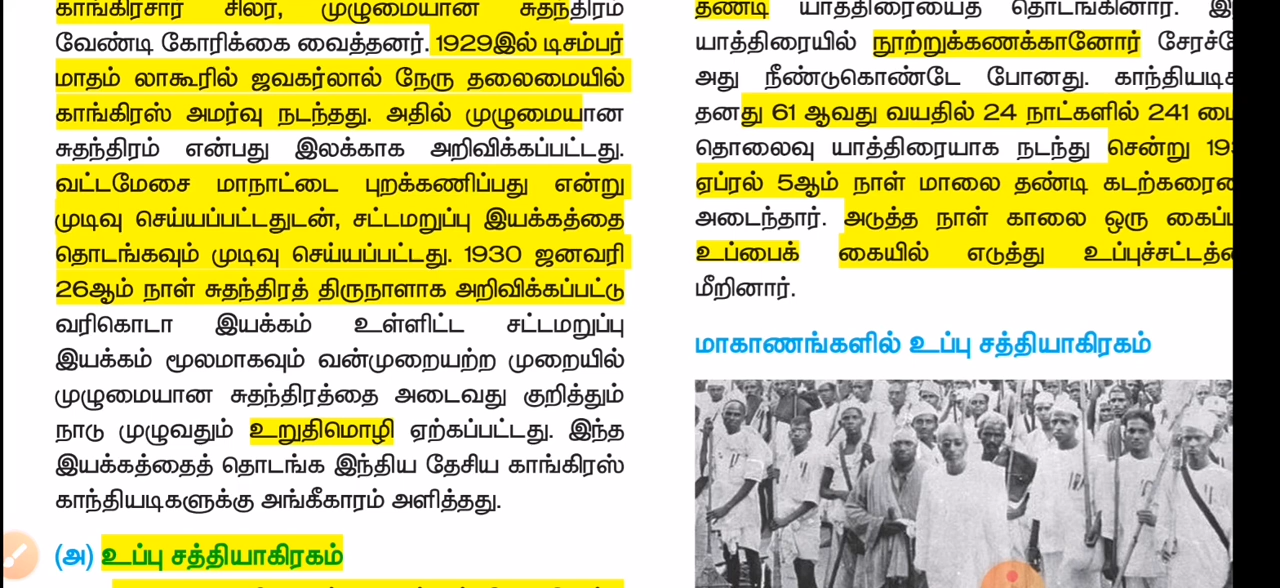 காங்கிரசார் சிலர், முழுமையான சுதந்திரம்
வேண்டி கோரிக்கை வைத்தனர். 1929இல் டிசம்பர்
மாதம் லாகூரில் ஜவகர்லால் நேரு தலைமையில்
காங்கிரஸ் அமர்வு நடந்தது. அதில் முழுமையான
சுதந்திரம் என்பது இலக்காக அறிவிக்கப்பட்டது.
வட்டமேசை மாநாட்டை புறக்கணிப்பது என்று
முடிவு செய்யப்பட்டதுடன், சட்டமறுப்பு இயக்கத்தை
தொடங்கவும் முடிவு செய்யப்பட்டது. 1930 ஜனவரி
26ஆம் நாள் சுதந்திரத் திருநாளாக அறிவிக்கப்பட்டு
வரிகொடா இயக்கம் உள்ளிட்ட சட்டமறுப்பு
இயக்கம் மூலமாகவும் வன்முறையற்ற முறையில்
முழுமையான சுதந்திரத்தை அடைவது குறித்தும்
நாடு முழுவதும் உறுதிமொழி ஏற்கப்பட்டது. இந்த
இயக்கத்தைத் தொடங்க இந்திய தேசிய காங்கிரஸ்
காந்தியடிகளுக்கு அங்கீகாரம் அளித்தது.
(அ) உப்பு சத்தியாகிரகம்
தண்டி யாத்திரையைத் தொடங்கினார்.
யாத்திரையில் நூற்றுக்கணக்கானோர்
அது நீண்டுகொண்டே போனது.
தனது 61 ஆவது வயதில் 24 நாட்களில் 241
தொலைவு யாத்திரையாக நடந்து சென்று
ஏப்ரல் 5ஆம் நாள் மாலை தண்டி
அடைந்தார். அடுத்த நாள் காலை ஒரு
உப்பைக் கையில் எடுத்து
மீறினார்.
மாகாணங்களில் உப்பு சத்தியாகிரகம்